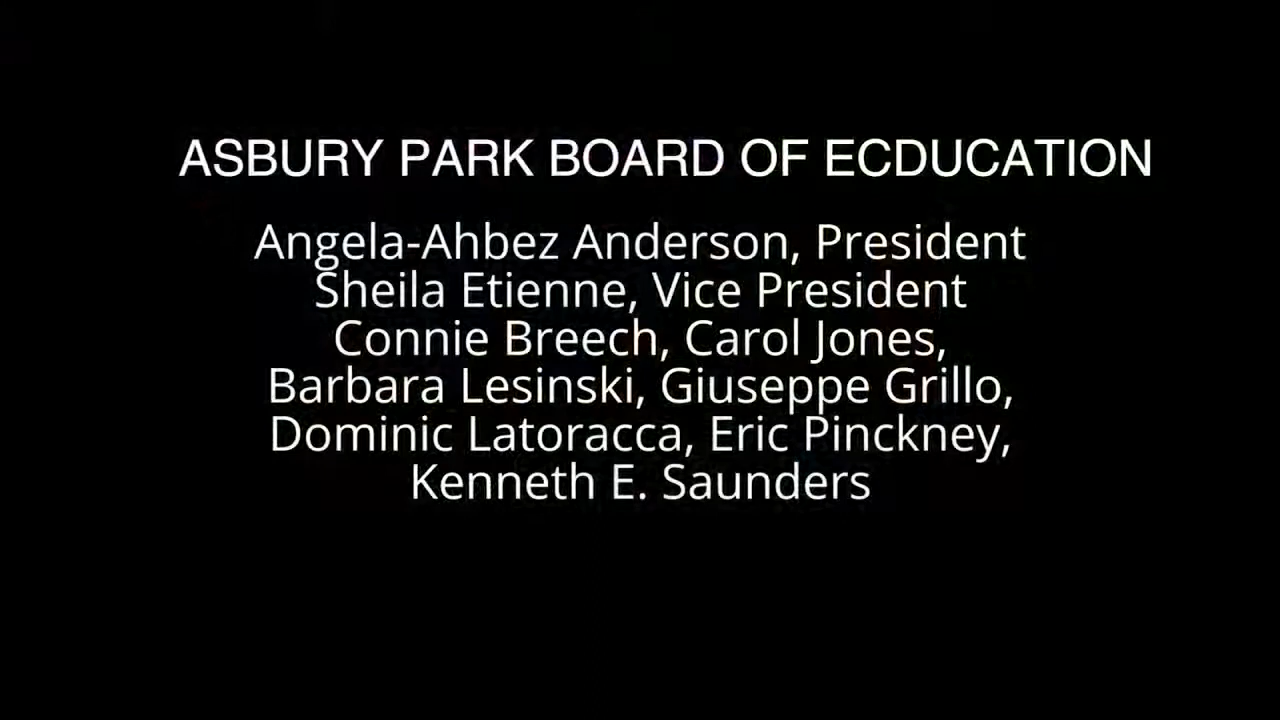 ASBURY PARK BOARD OF ECDUCATION
Angela-Ahbez Anderson, President
Sheila Etienne, Vice President
Connie Breech, Carol Jones,
Barbara Lesinski, Giuseppe Grillo,
Dominic Latoracca, Eric Pinckney,
Kenneth E. Saunders